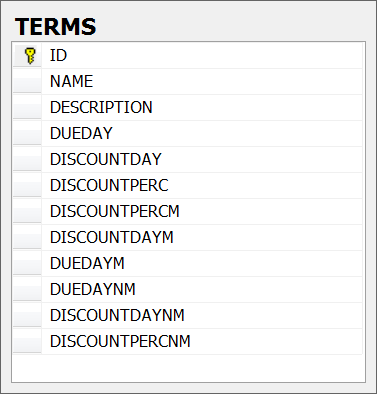 TERMS
ID
NAME
DESCRIPTION
DUEDAY
DISCOUNTDAY
DISCOUNTPERC
DISCOUNTPERCM
DISCOUNTDAYM
DUEDAYM
DUEDAYNM
DISCOUNTDAYNM
DISCOUNTPERCNM